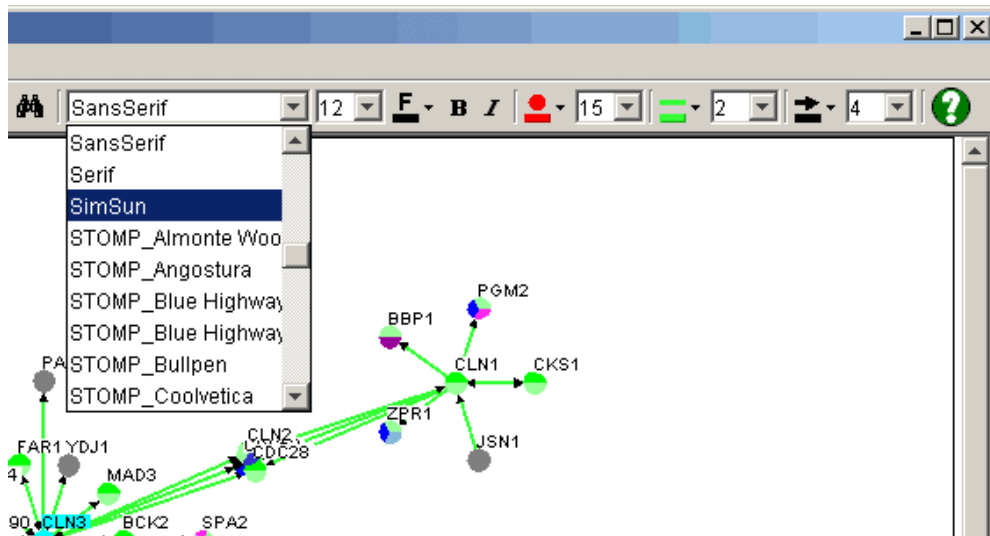 SansSerif 12 F B I 15 2 4 ?
SansSerif
Serif
SimSun
STOMP_Almonte Woo
STOMP_Angostura
STOMP_Blue Highway
STOMP_Blue Highway
STOMP_Bullpen
STOMP_Coolvetica
PGM2
BBP1
PA
CLN1 CKS1
ZPR1
CLN2
JSN1
FAR1 YDJ1
CDC28
4
MAD3
90 CLN3 BCK2 SPA2